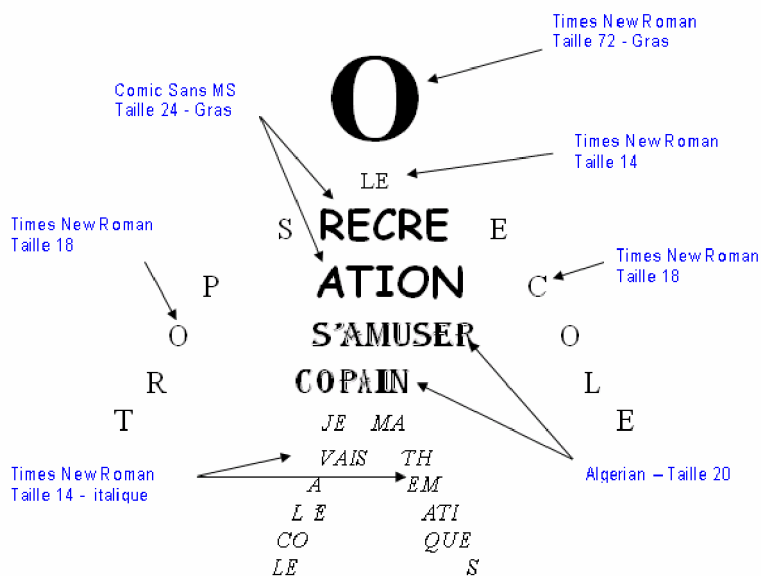 Times New Roman
Taille 72 - Gras
O
Comic Sans MS
Taille 24 - Gras
Times New Roman
Taille 14
LE
Times New Roman
Taille 18
S RECRE E
Times New Roman
Taille 18
P ATION C
O S'AMUSER O
R COPAIN L
T JE MA E
VAIS TH
Times New Roman
Taille 14 - italique
Algerian – Taille 20
A EM
L E ATI
CO QUE
LE S